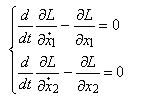 d/dt ∂L/∂ẋ₁ − ∂L/∂x₁ = 0
d/dt ∂L/∂ẋ₂ − ∂L/∂x₂ = 0